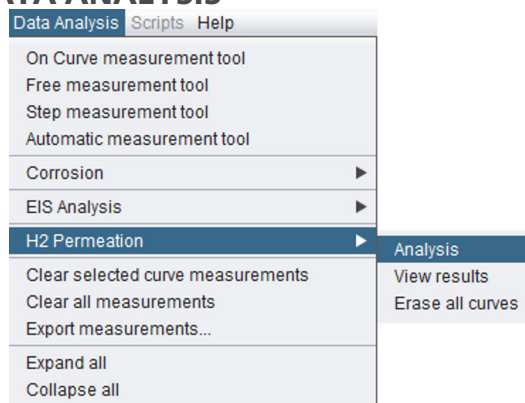 DATA ANALYSIS
Data Analysis Scripts Help
On Curve measurement tool
Free measurement tool
Step measurement tool
Automatic measurement tool
Corrosion
EIS Analysis
H2 Permeation
Analysis
View results
Erase all curves
Clear selected curve measurements
Clear all measurements
Export measurements...
Expand all
Collapse all